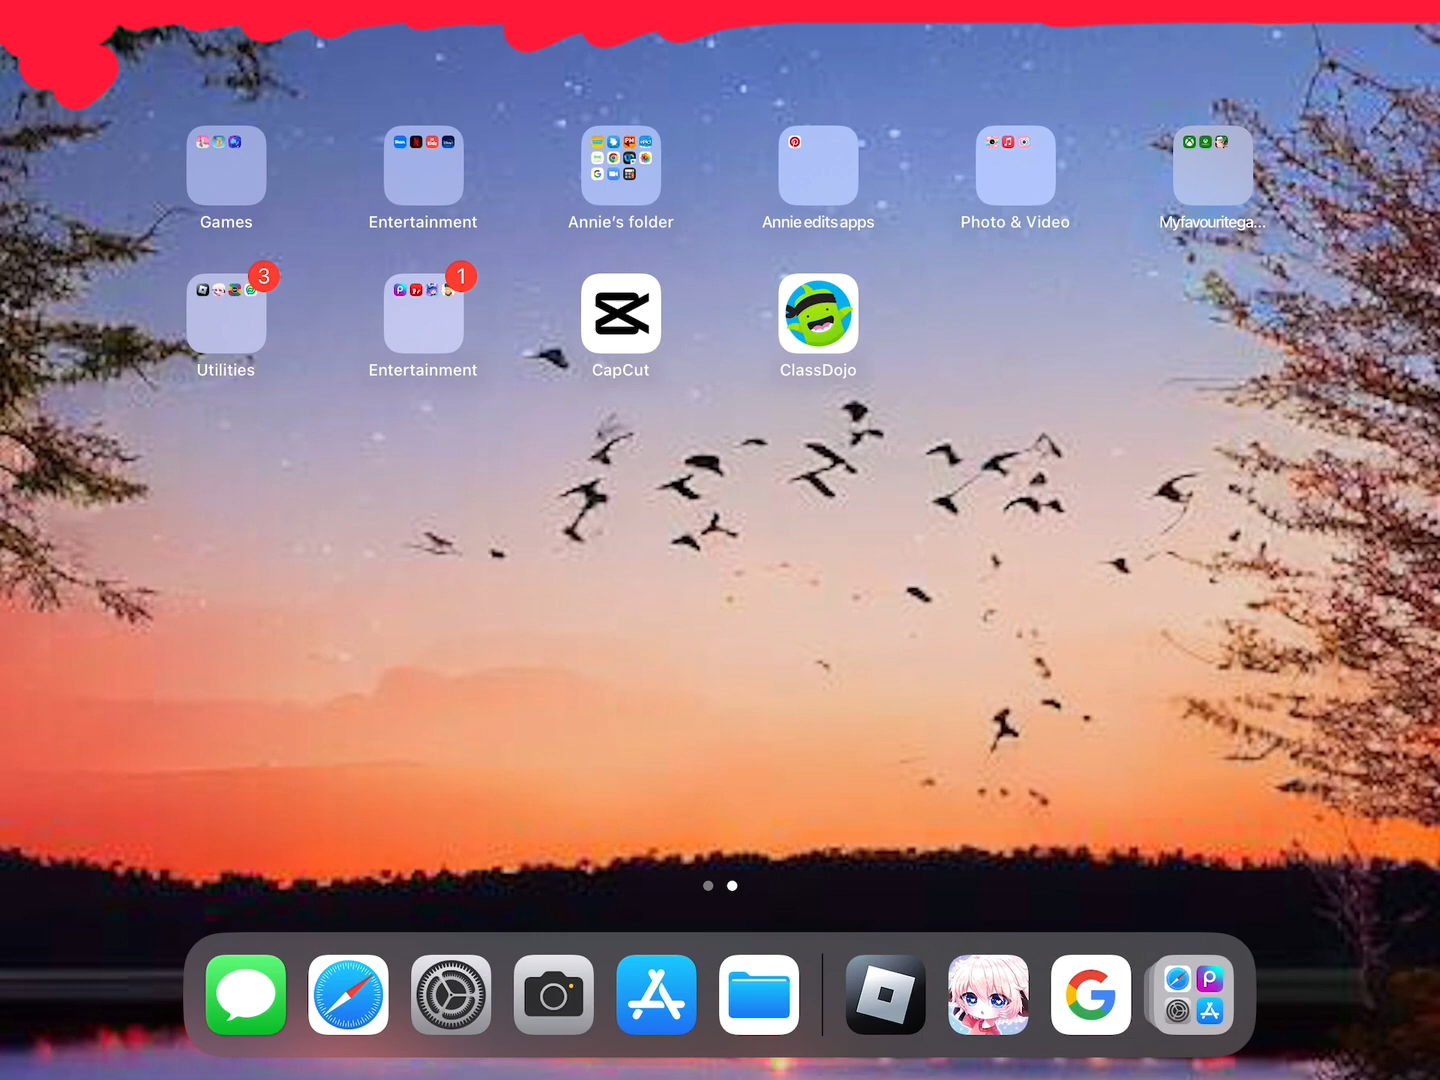 Games
Entertainment
Annie's folder
Annie edits apps
Photo & Video
Myfavouritega...
3
1
Utilities
Entertainment
CapCut
ClassDojo